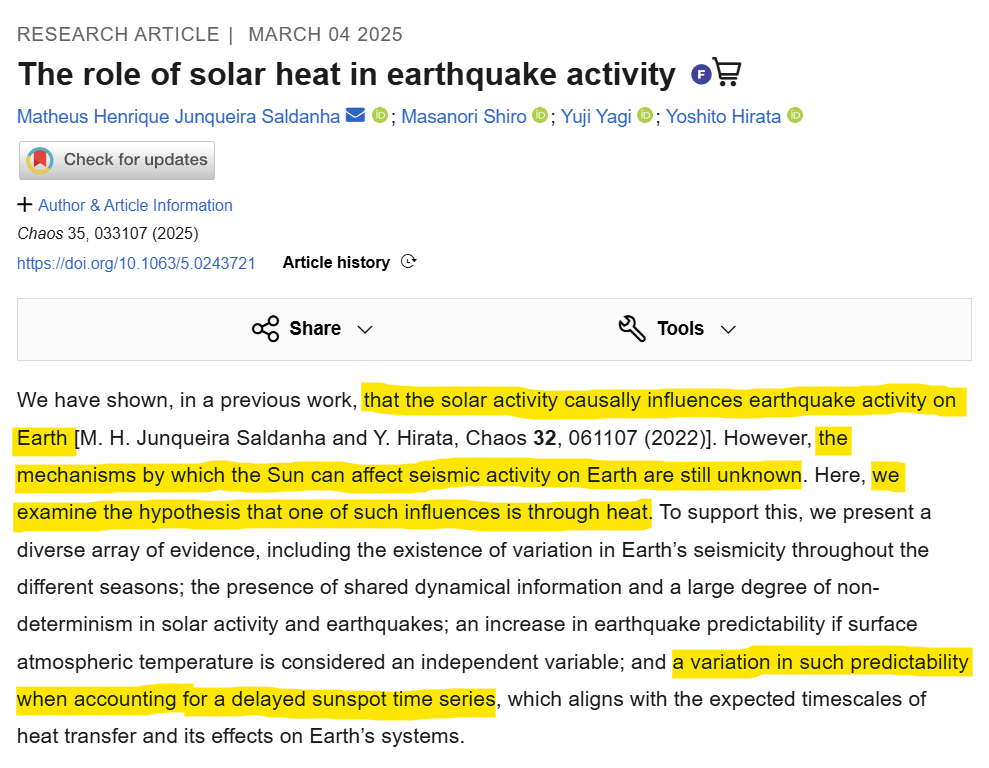 RESEARCH ARTICLE | MARCH 04 2025
The role of solar heat in earthquake activity F
Matheus Henrique Junqueira Saldanha iD; Masanori Shiro iD; Yuji Yagi iD; Yoshito Hirata iD
Check for updates
+ Author & Article Information
Chaos 35, 033107 (2025)
https://doi.org/10.1063/5.0243721 Article history
Share Tools
We have shown, in a previous work, that the solar activity causally influences earthquake activity on
Earth [M. H. Junqueira Saldanha and Y. Hirata, Chaos 32, 061107 (2022)]. However, the
mechanisms by which the Sun can affect seismic activity on Earth are still unknown. Here, we
examine the hypothesis that one of such influences is through heat. To support this, we present a
diverse array of evidence, including the existence of variation in Earth’s seismicity throughout the
different seasons; the presence of shared dynamical information and a large degree of non-
determinism in solar activity and earthquakes; an increase in earthquake predictability if surface
atmospheric temperature is considered an independent variable; and a variation in such predictability
when accounting for a delayed sunspot time series, which aligns with the expected timescales of
heat transfer and its effects on Earth’s systems.